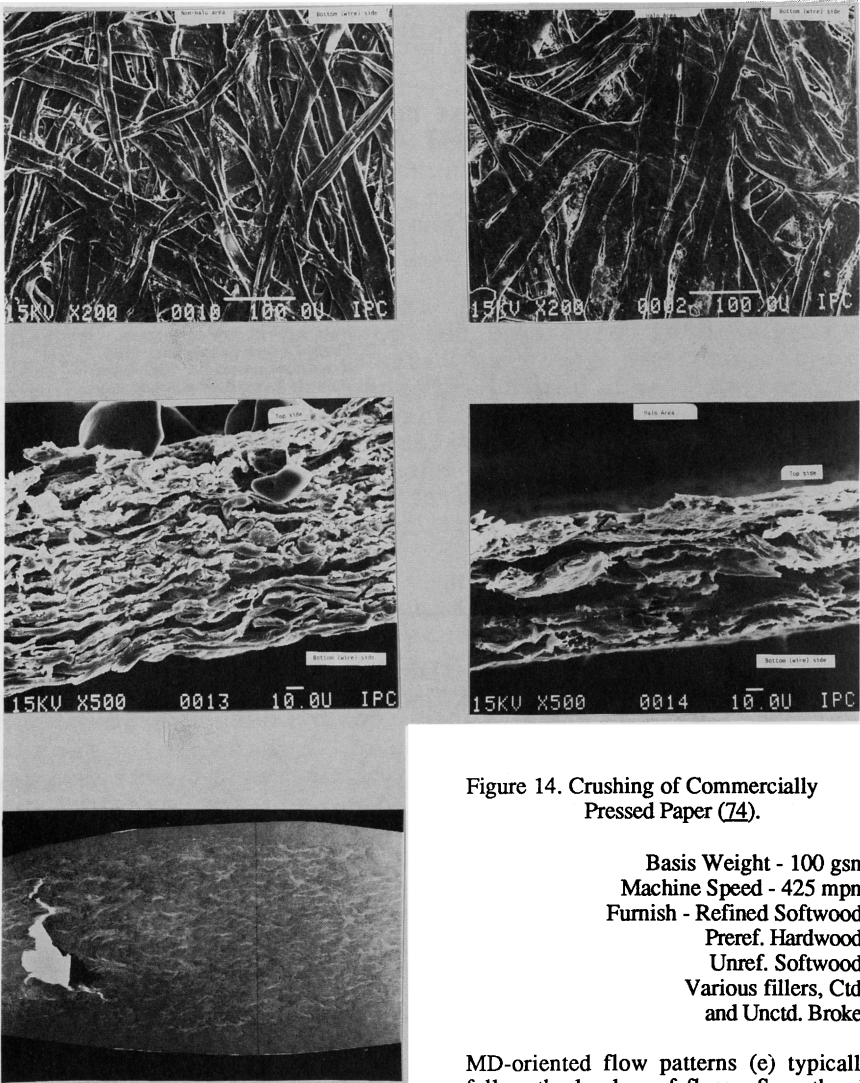 Non-halo area
Bottom (wire) side
Halo Area
Bottom (wire) side
15KV X200 0010 100.0U IPC
15KV X200 0002 100.0U IPC
Top side
Halo Area
Top side
Bottom (wire) side
Bottom (wire) side
15KV X500 0013 10.0U IPC
15KV X500 0014 10.0U IPC
Figure 14. Crushing of Commercially
Pressed Paper (74).
Basis Weight - 100 gsm
Machine Speed - 425 mpm
Furnish - Refined Softwood
Preref. Hardwood
Unref. Softwood
Various fillers, Ctd
and Unctd. Broke
MD-oriented flow patterns (e) typically